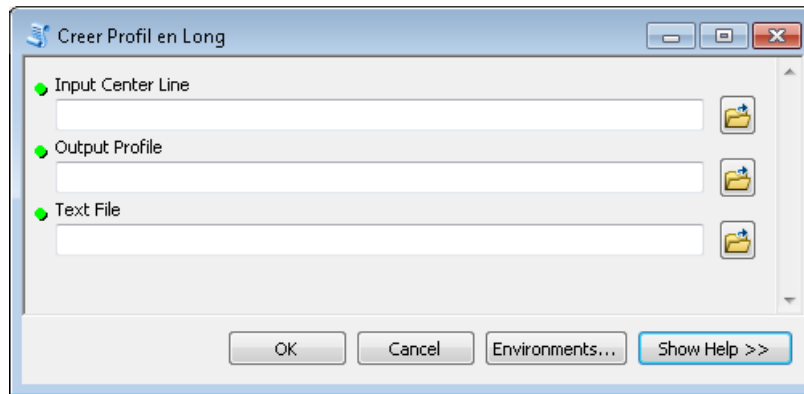 Creer Profil en Long
Input Center Line
Output Profile
Text File
OK Cancel Environments... Show Help >>